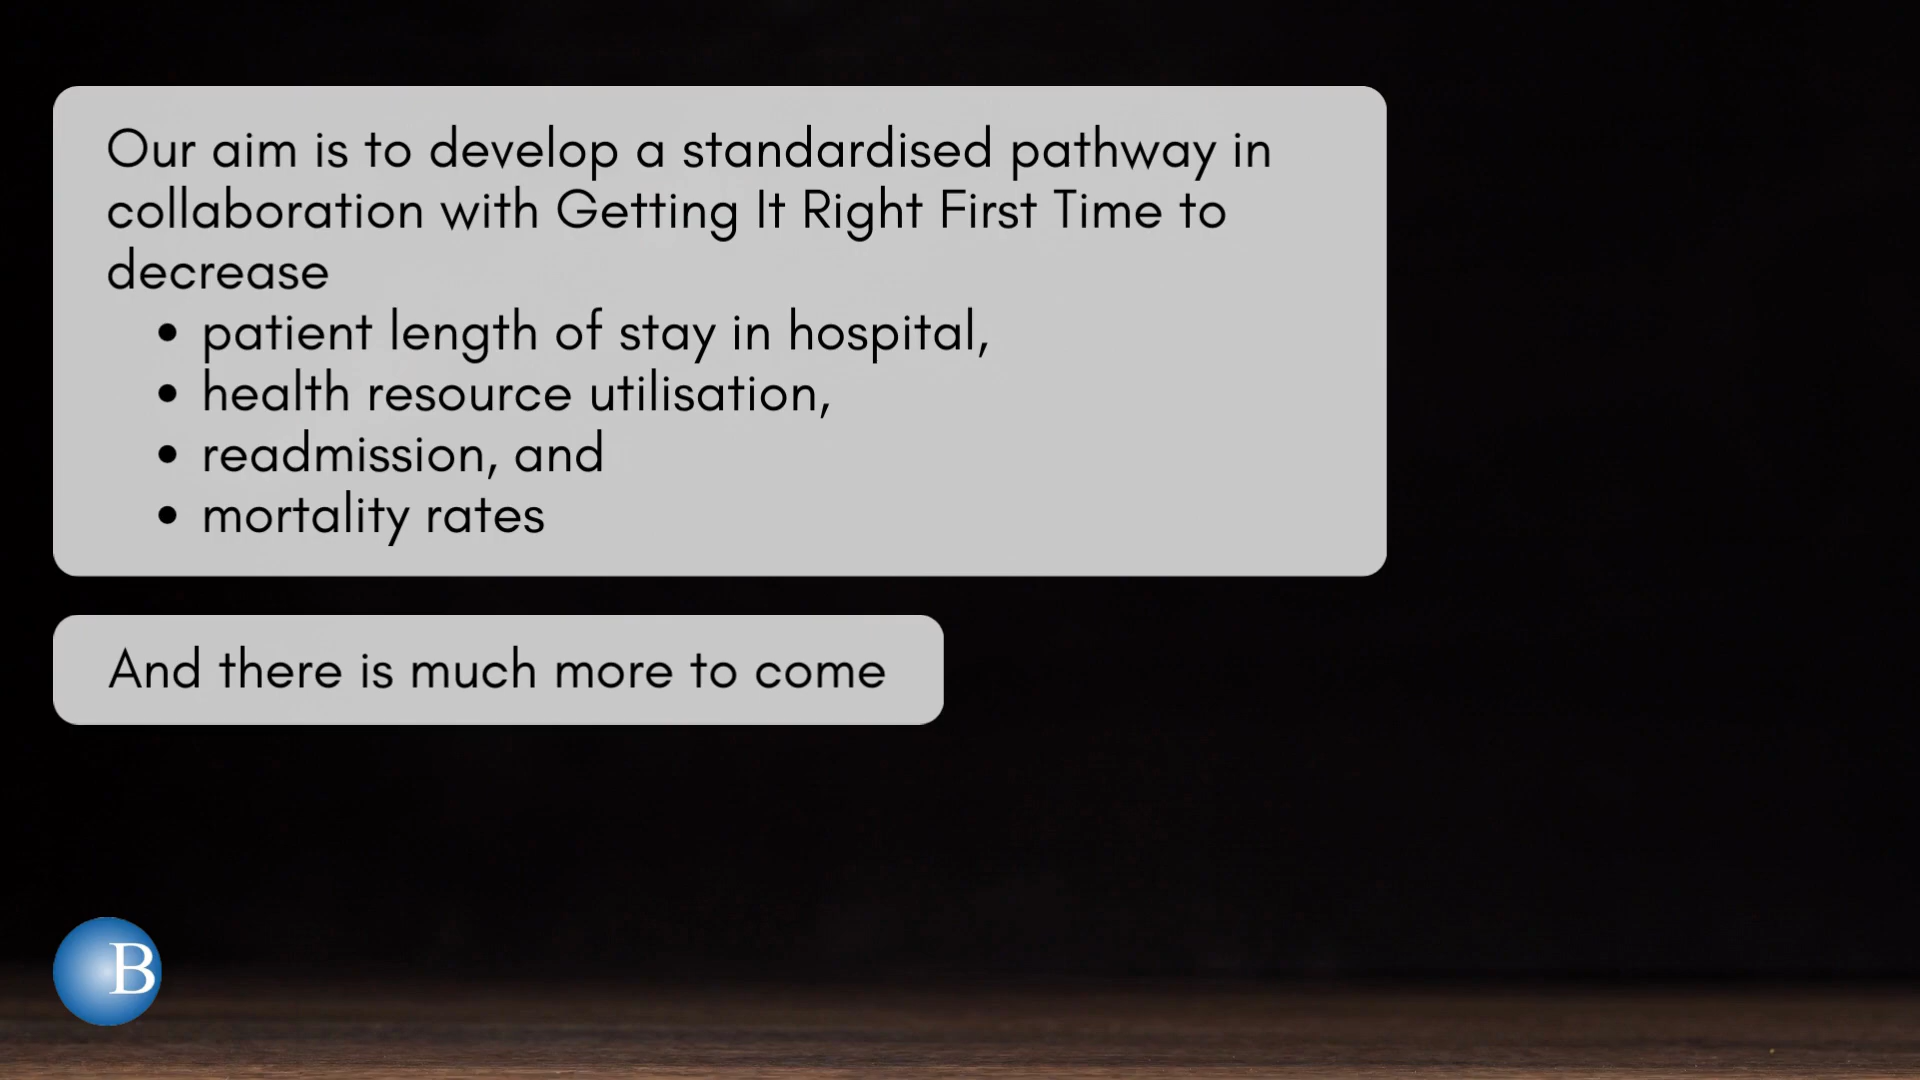 Our aim is to develop a standardised pathway in
collaboration with Getting It Right First Time to
decrease
• patient length of stay in hospital,
• health resource utilisation,
• readmission, and
• mortality rates
And there is much more to come
B